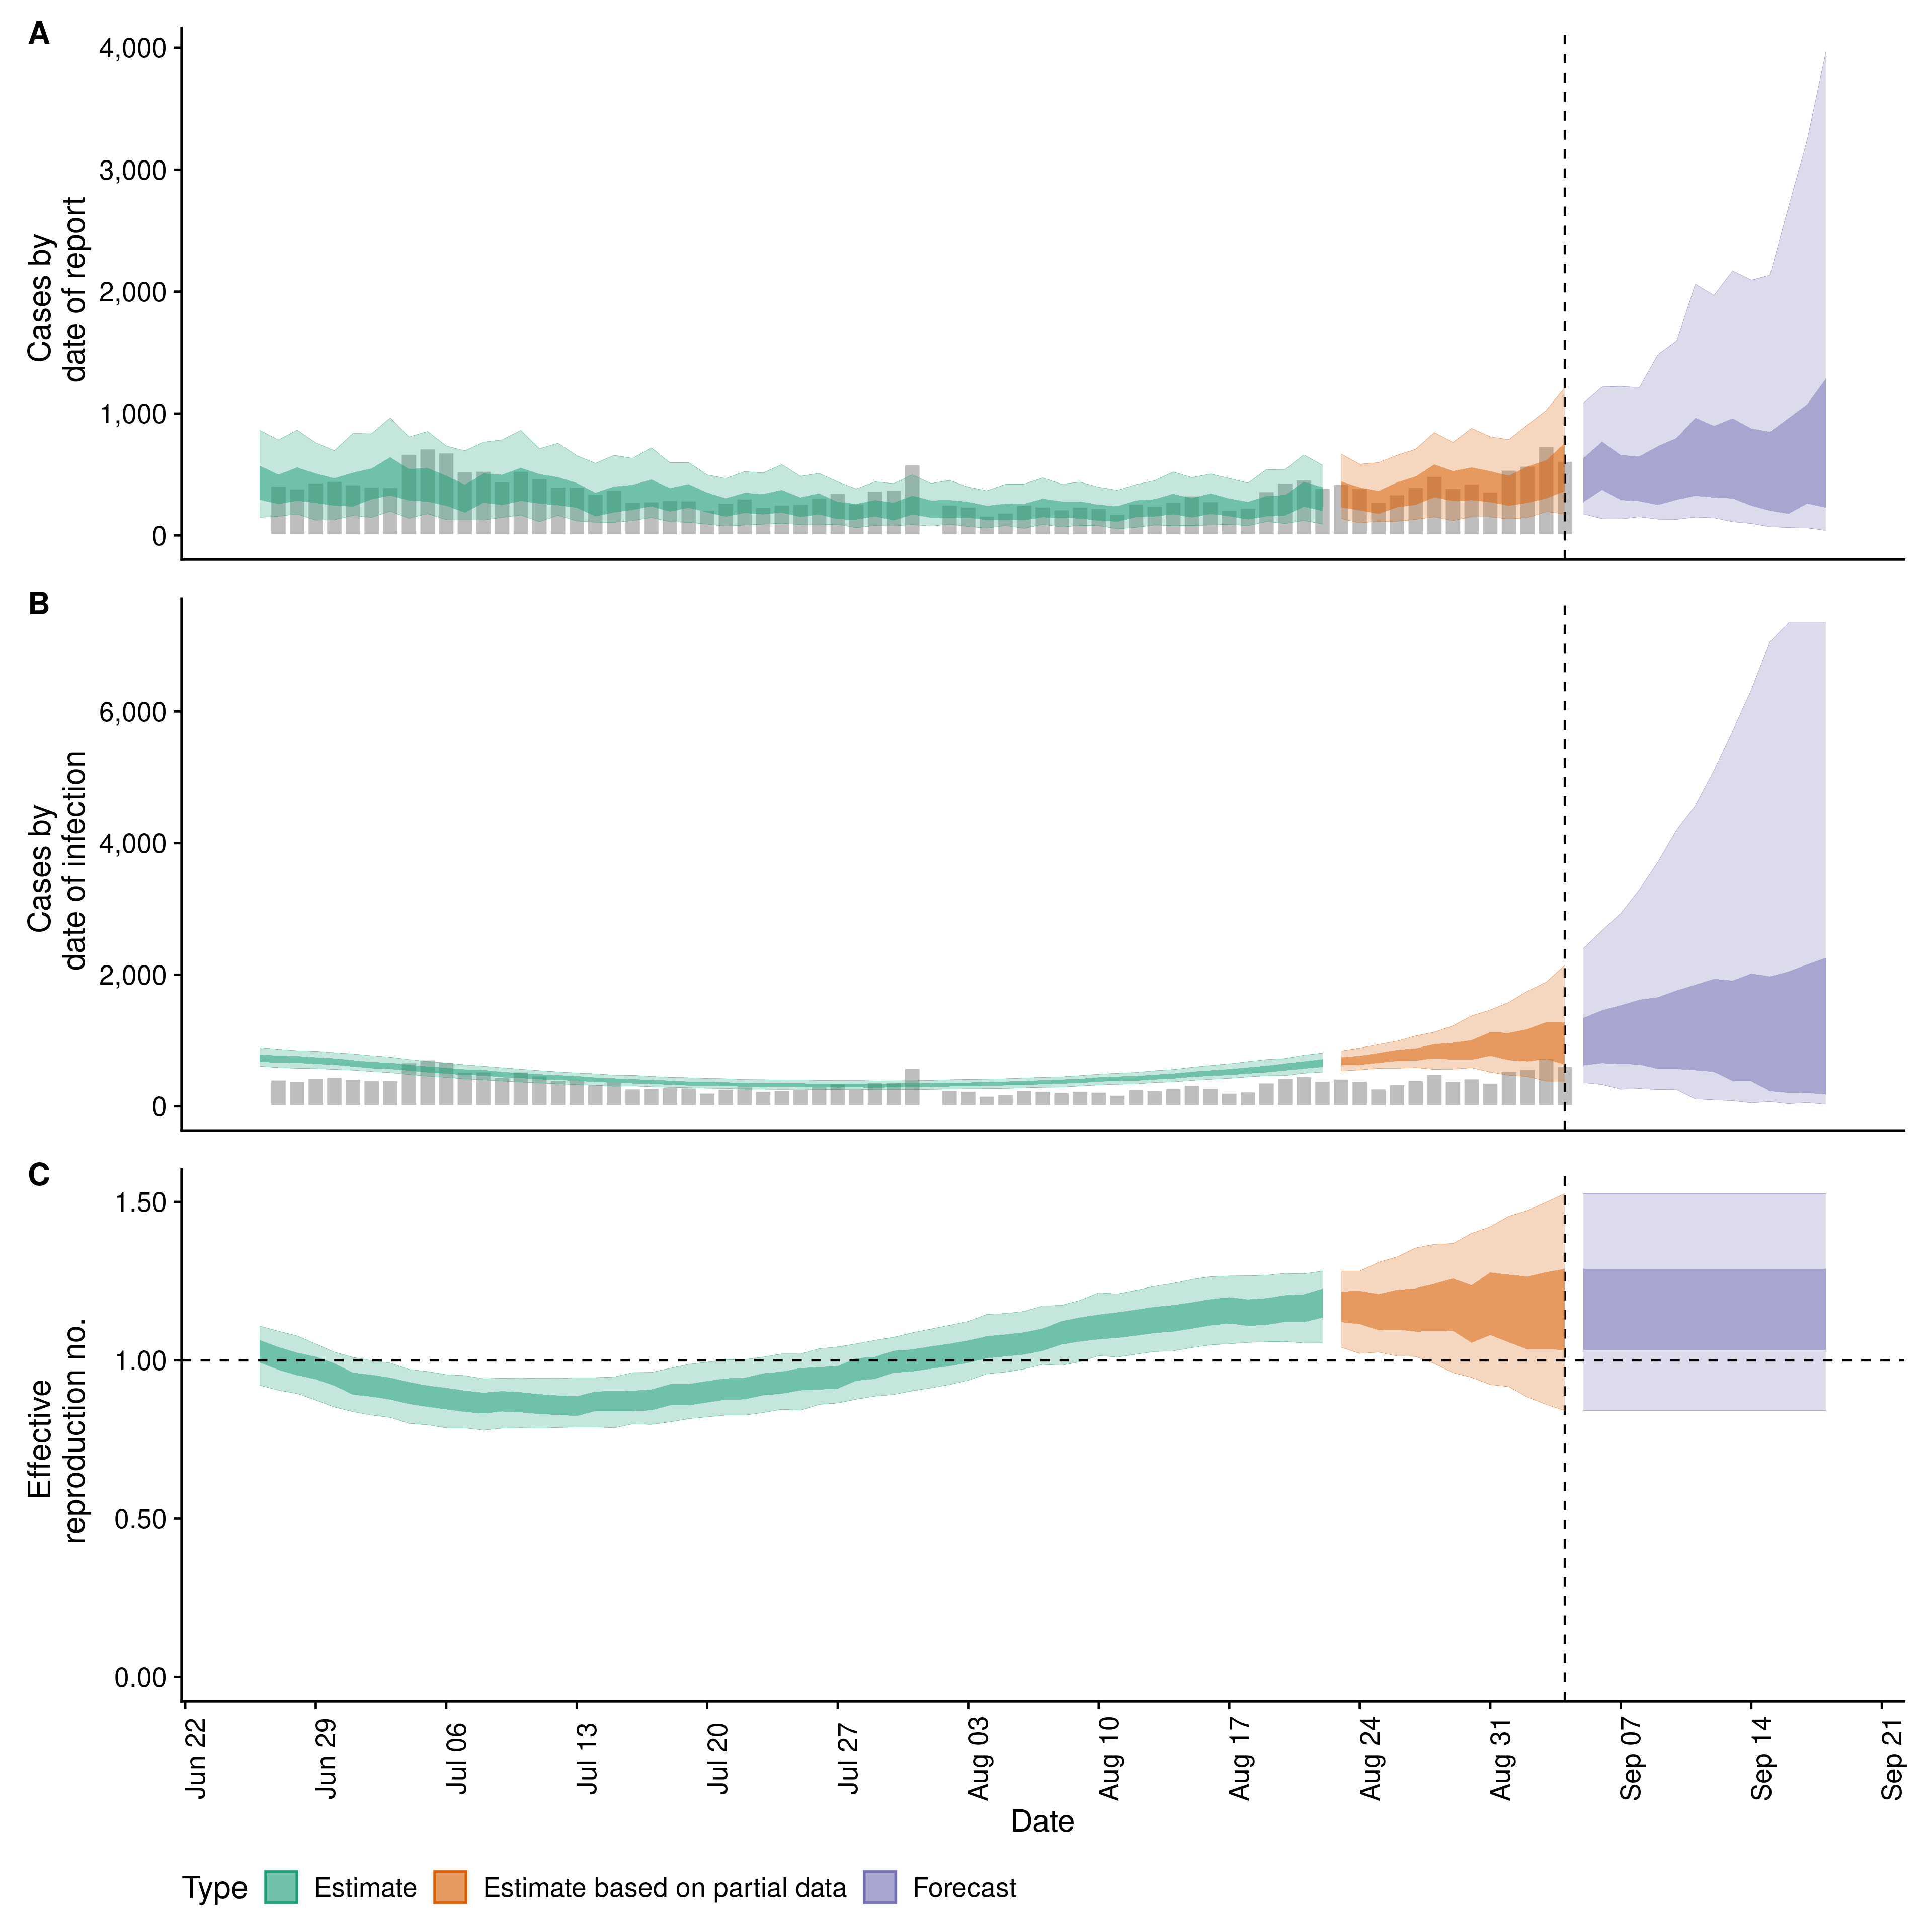 A
4,000
3,000
2,000
1,000
0
Cases by
date of report
B
6,000
4,000
2,000
0
Cases by
date of infection
C
1.50
1.00
0.50
0.00
Effective
reproduction no.
Jun 22
Jun 29
Jul 06
Jul 13
Jul 20
Jul 27
Aug 03
Aug 10
Aug 17
Aug 24
Aug 31
Sep 07
Sep 14
Sep 21
Date
Type Estimate Estimate based on partial data Forecast